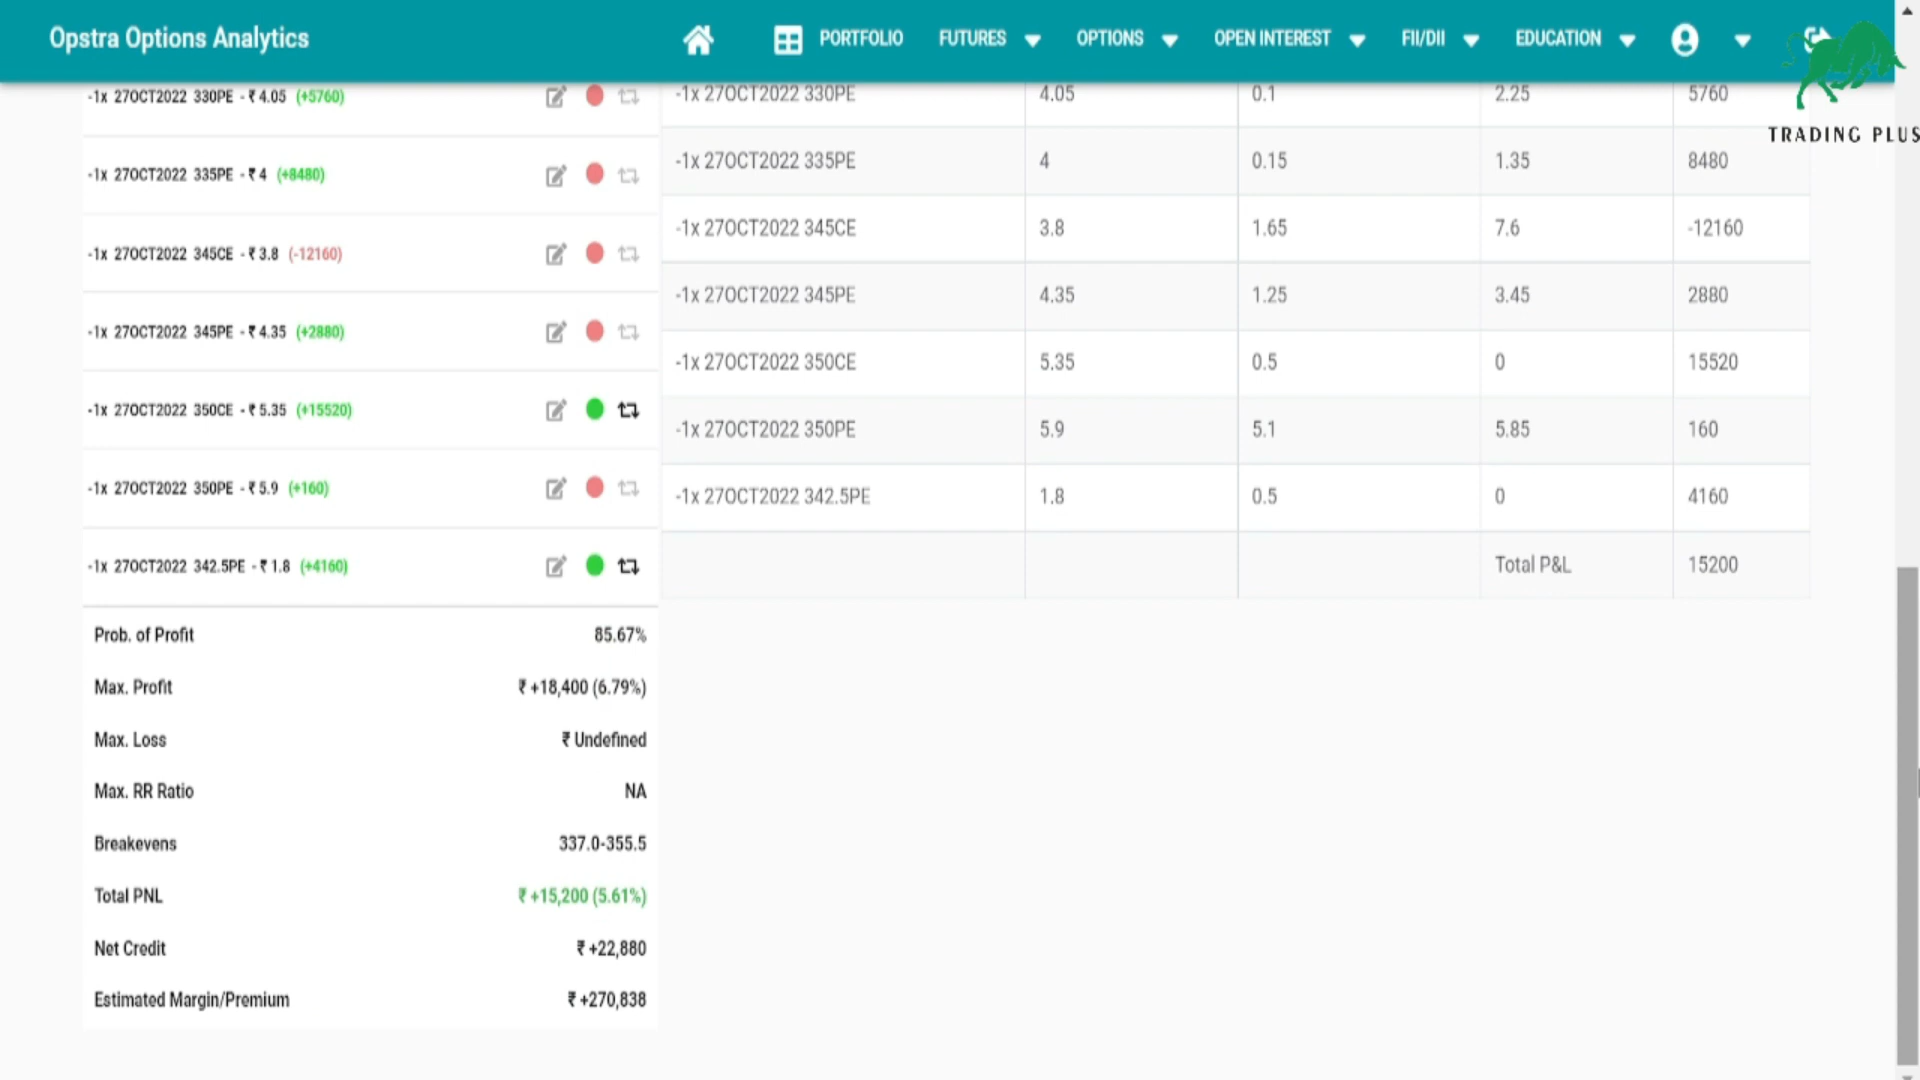 Opstra Options Analytics
PORTFOLIO
FUTURES
OPTIONS
OPEN INTEREST
FII/DII
EDUCATION
TRADING PLUS
-1x 27OCT2022 330PE - ₹ 4.05 (+5760)
-1x 27OCT2022 335PE - ₹ 4 (+8480)
-1x 27OCT2022 345CE - ₹ 3.8 (-12160)
-1x 27OCT2022 345PE - ₹ 4.35 (+2880)
-1x 27OCT2022 350CE - ₹ 5.35 (+15520)
-1x 27OCT2022 350PE - ₹ 5.9 (+160)
-1x 27OCT2022 342.5PE - ₹ 1.8 (+4160)
Prob. of Profit 85.67%
Max. Profit ₹ +18,400 (6.79%)
Max. Loss ₹ Undefined
Max. RR Ratio NA
Breakevens 337.0-355.5
Total PNL ₹ +15,200 (5.61%)
Net Credit ₹ +22,880
Estimated Margin/Premium ₹ +270,838
-1x 27OCT2022 330PE 4.05 0.1 2.25 5760
-1x 27OCT2022 335PE 4 0.15 1.35 8480
-1x 27OCT2022 345CE 3.8 1.65 7.6 -12160
-1x 27OCT2022 345PE 4.35 1.25 3.45 2880
-1x 27OCT2022 350CE 5.35 0.5 0 15520
-1x 27OCT2022 350PE 5.9 5.1 5.85 160
-1x 27OCT2022 342.5PE 1.8 0.5 0 4160
Total P&L 15200